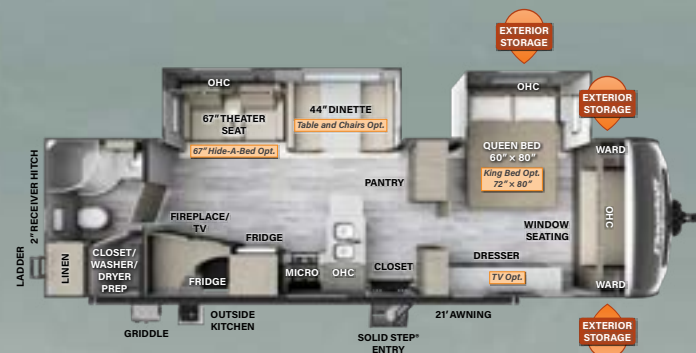 EXTERIOR
STORAGE
OHC
67" THEATER
SEAT
67" Hide-A-Bed Opt.
44" DINETTE
Table and Chairs Opt.
OHC
EXTERIOR
STORAGE
QUEEN BED
60" × 80"
King Bed Opt.
72" × 80"
WARD
PANTRY
OHC
WINDOW
SEATING
2" RECEIVER HITCH
LADDER
LINEN
CLOSET/
WASHER/
DRYER
PREP
FIREPLACE/
TV
FRIDGE
FRIDGE
MICRO
OHC
CLOSET
DRESSER
TV Opt.
WARD
GRIDDLE
OUTSIDE
KITCHEN
SOLID STEP®
ENTRY
21' AWNING
EXTERIOR
STORAGE